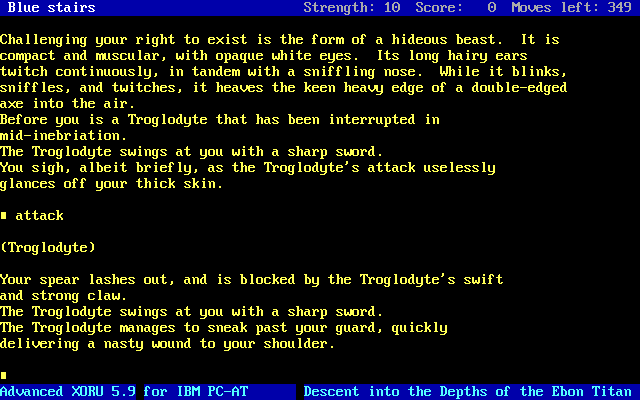 Blue stairs Strength: 10 Score: 0 Moves left: 349
Challenging your right to exist is the form of a hideous beast. It is
compact and muscular, with opaque white eyes. Its long hairy ears
twitch continuously, in tandem with a sniffling nose. While it blinks,
sniffles, and twitches, it heaves the keen heavy edge of a double-edged
axe into the air.
Before you is a Troglodyte that has been interrupted in
mid-inebriation.
The Troglodyte swings at you with a sharp sword.
You sigh, albeit briefly, as the Troglodyte's attack uselessly
glances off your thick skin.
attack
(Troglodyte)
Your spear lashes out, and is blocked by the Troglodyte's swift
and strong claw.
The Troglodyte swings at you with a sharp sword.
The Troglodyte manages to sneak past your guard, quickly
delivering a nasty wound to your shoulder.
Advanced XORU 5.9 for IBM PC-AT Descent into the Depths of the Ebon Titan